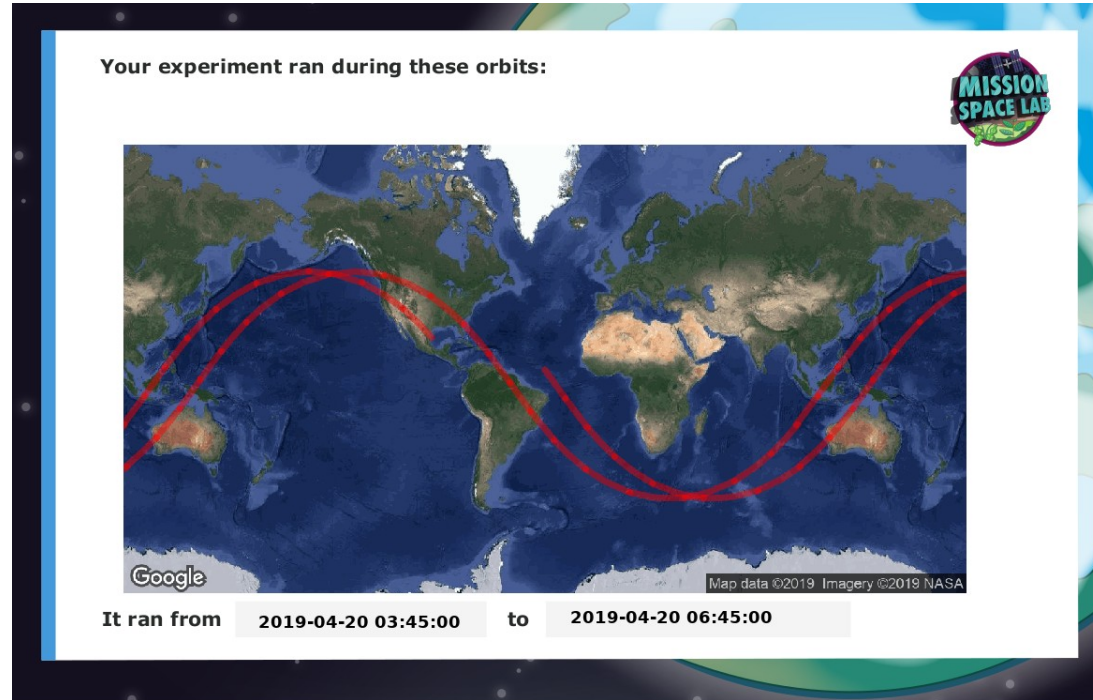 Your experiment ran during these orbits:
MISSION
SPACE LAB
Google
Map data ©2019 Imagery ©2019 NASA
It ran from 2019-04-20 03:45:00 to 2019-04-20 06:45:00